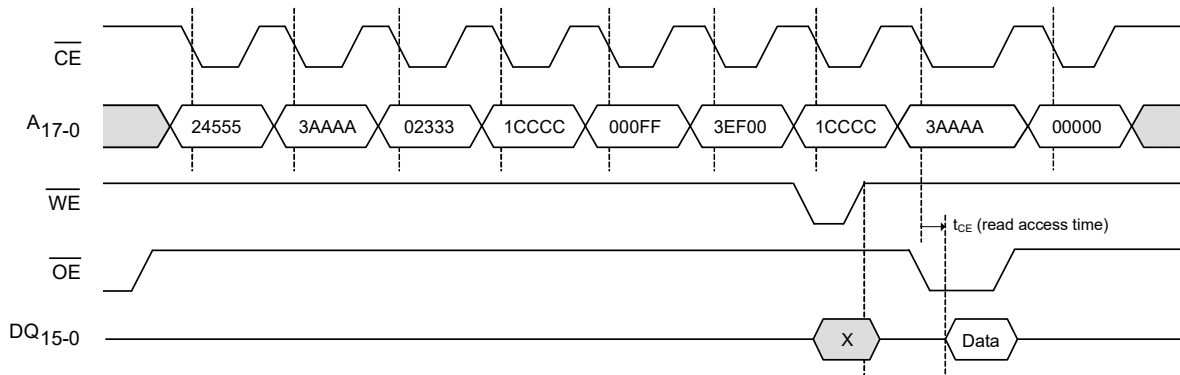 CE
A17-0 24555 3AAAA 02333 1CCCC 000FF 3EF00 1CCCC 3AAAA 00000
WE
tCE (read access time)
OE
DQ15-0 X Data